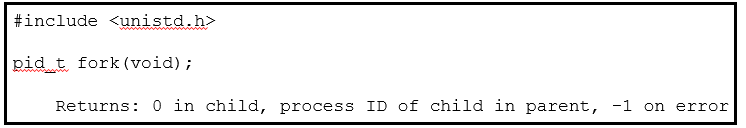 #include <unistd.h>
pid_t fork(void);
Returns: 0 in child, process ID of child in parent, -1 on error